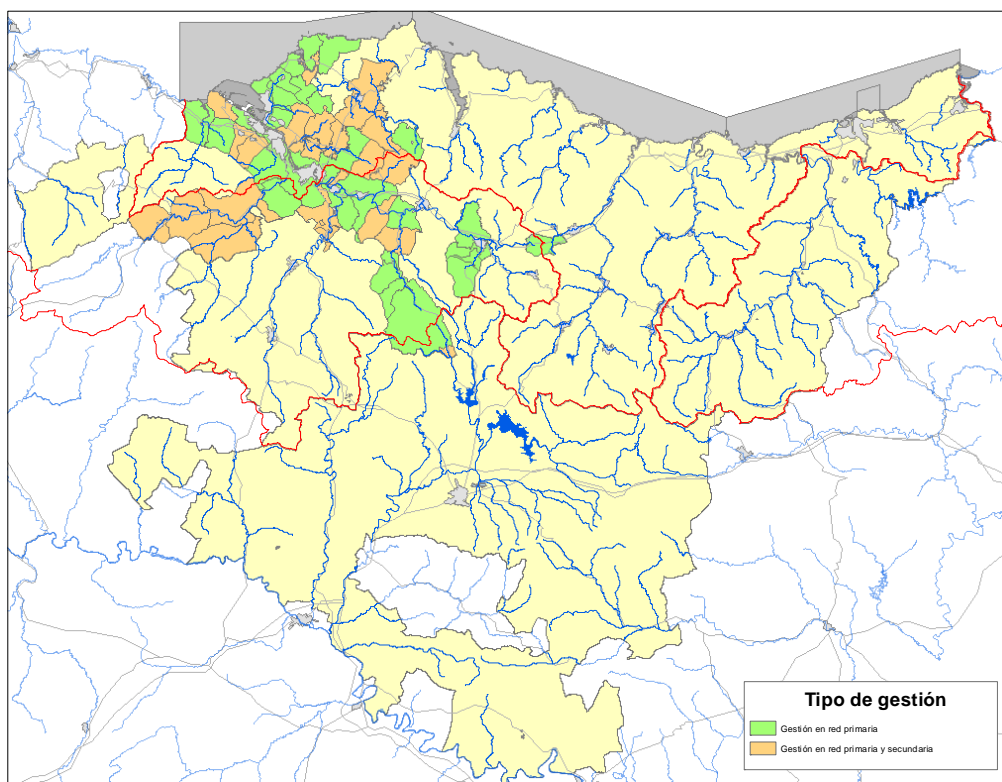 Tipo de gestión
Gestión en red primaria
Gestión en red primaria y secundaria